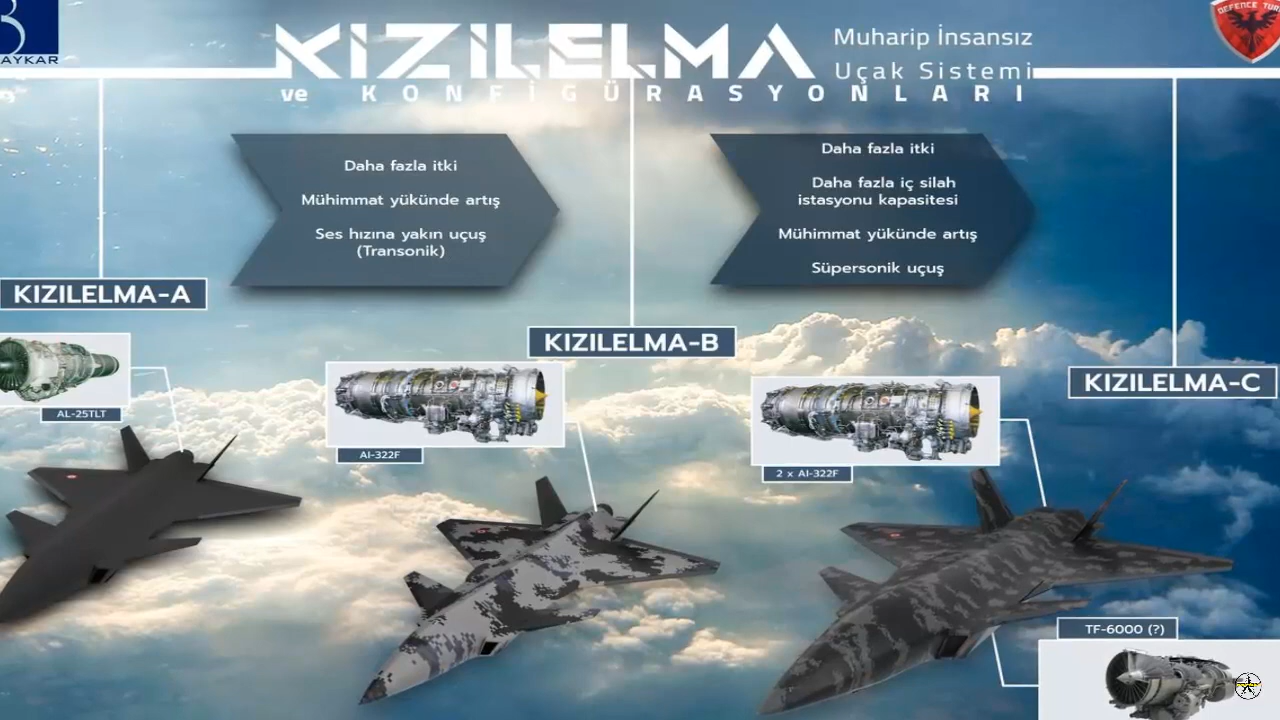 AYKAR
KIZILELMA
Muharip İnsansız
Uçak Sistemi
ve KONFİGÜRASYONLARI
DEFENCE TUR
Daha fazla itki
Mühimmat yükünde artış
Ses hızına yakın uçuş
(Transonik)
Daha fazla itki
Daha fazla iç silah
istasyonu kapasitesi
Mühimmat yükünde artış
Süpersonik uçuş
KIZILELMA-A
KIZILELMA-B
KIZILELMA-C
AL-25TLT
AI-322F
2 x AI-322F
TF-6000 (?)